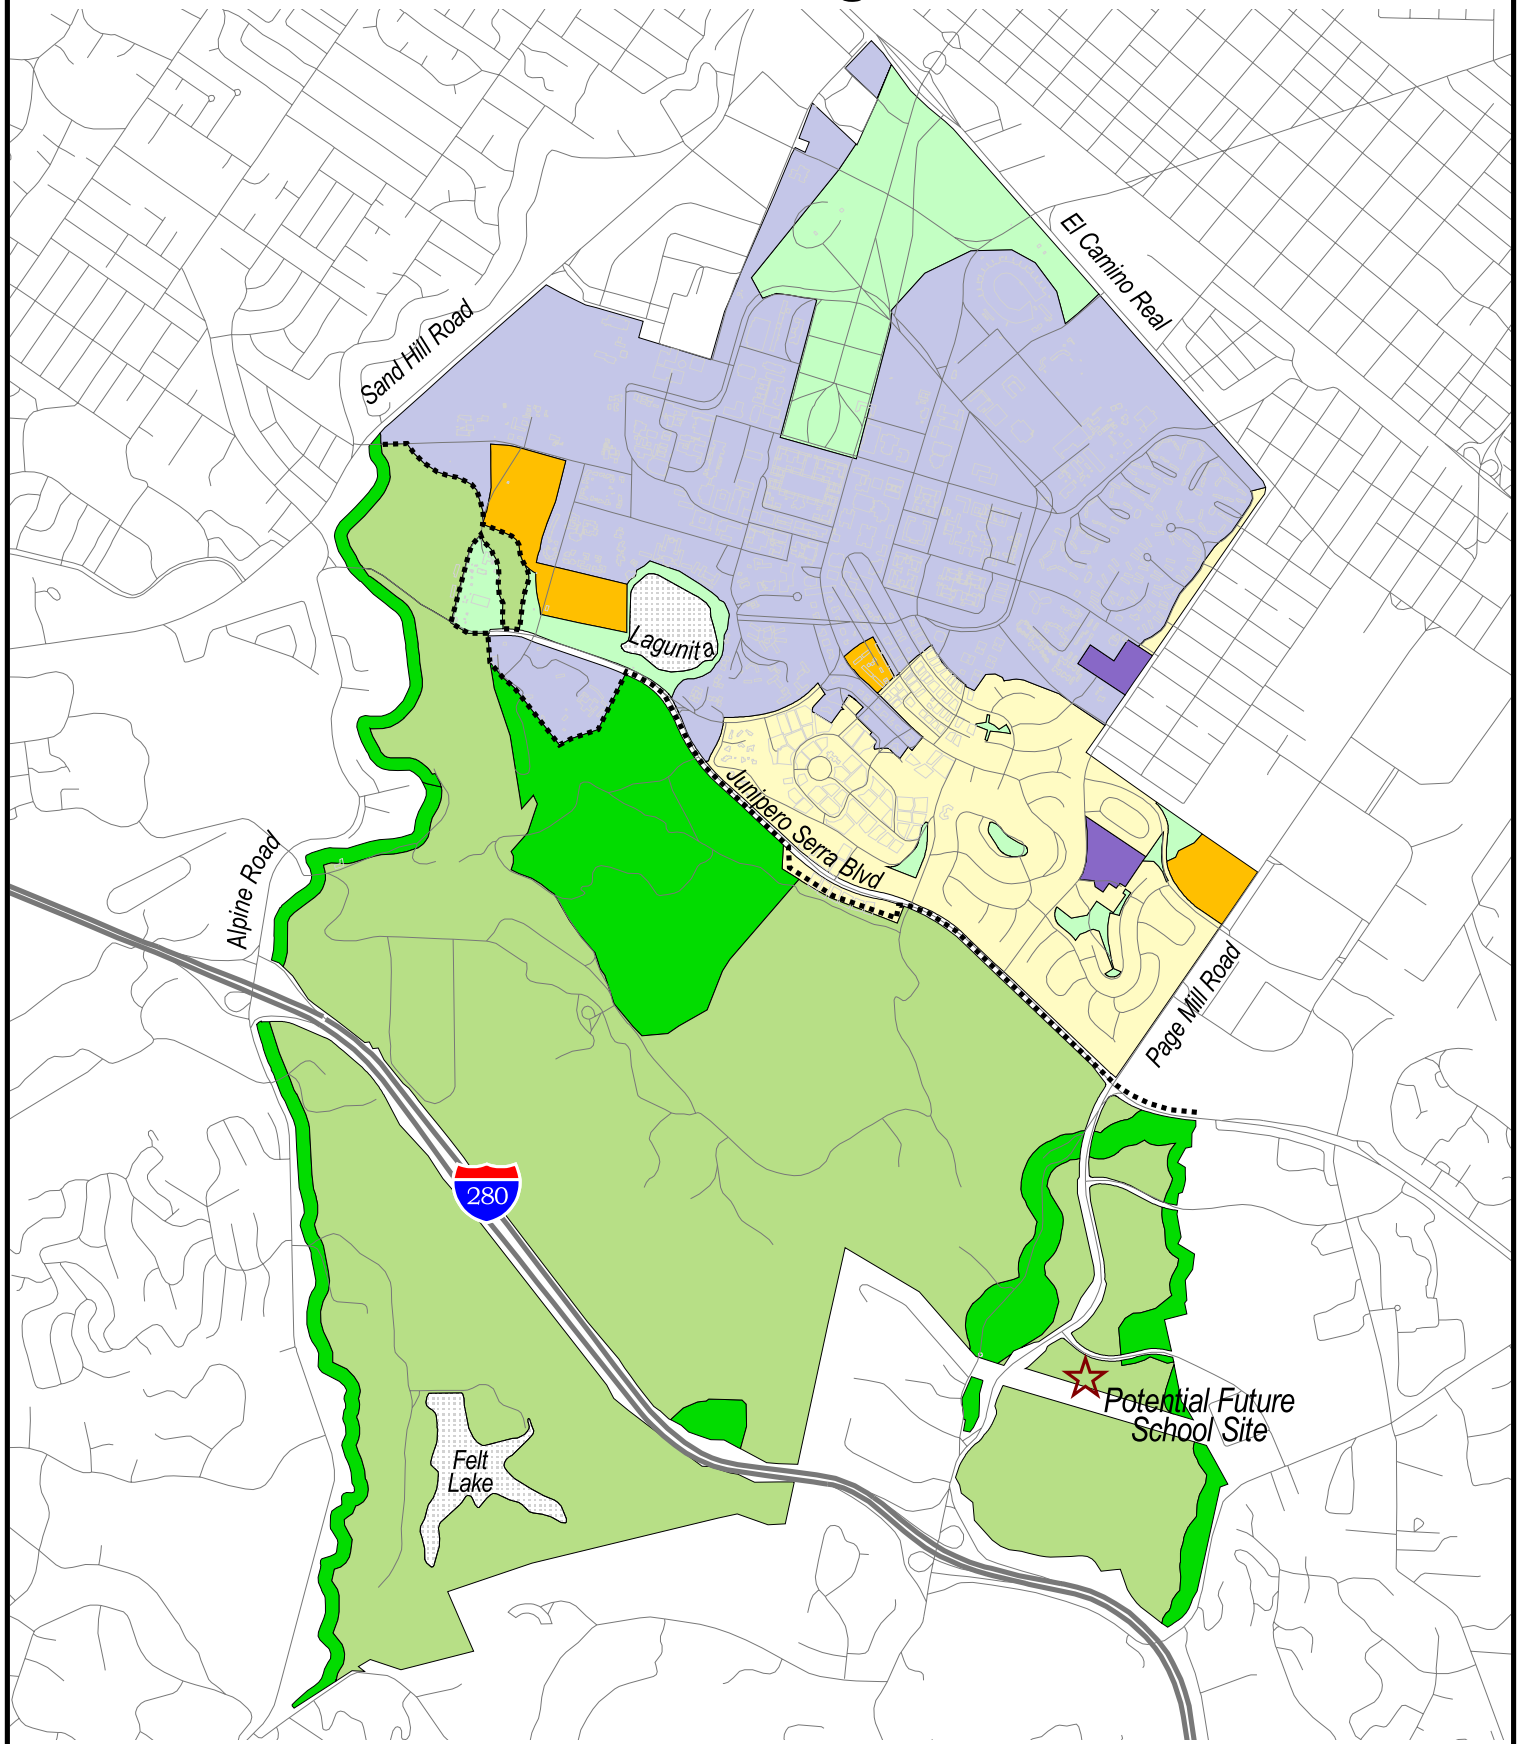 El Camino Real
Sand Hill Road
Lagunita
Junipero Serra Blvd
Alpine Road
Page Mill Road
280
Potential Future
School Site
Felt
Lake